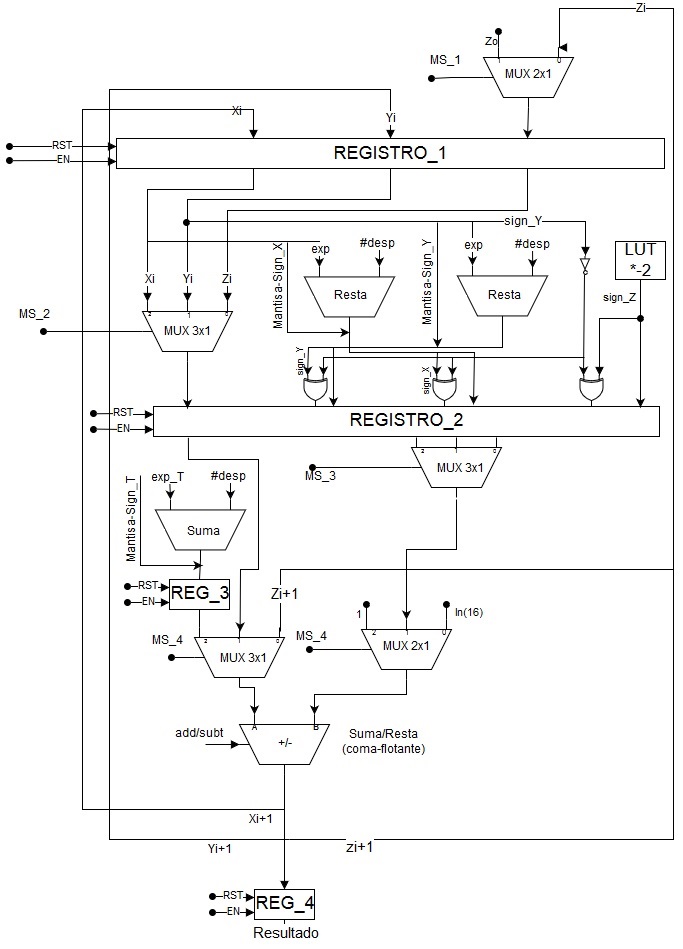 Zi
Zo
1
0
MS_1
MUX 2x1
Xi
Yi
RST
EN
REGISTRO_1
sign_Y
Mantisa-Sign_X
exp
#desp
Mantisa-Sign_Y
exp
#desp
LUT
*-2
Xi
Yi
Zi
Resta
Resta
sign_Z
MS_2
2
1
0
MUX 3x1
sign_Y
sign_X
RST
EN
REGISTRO_2
2
1
0
MUX 3x1
MS_3
Mantisa-Sign_T
exp_T
#desp
Suma
RST
EN
REG_3
Zi+1
1
ln(16)
MS_4
2
1
0
MUX 3x1
MS_4
2
1
0
MUX 2x1
A
B
add/subt
+/-
Suma/Resta
(coma-flotante)
Xi+1
Yi+1
zi+1
RST
EN
REG_4
Resultado